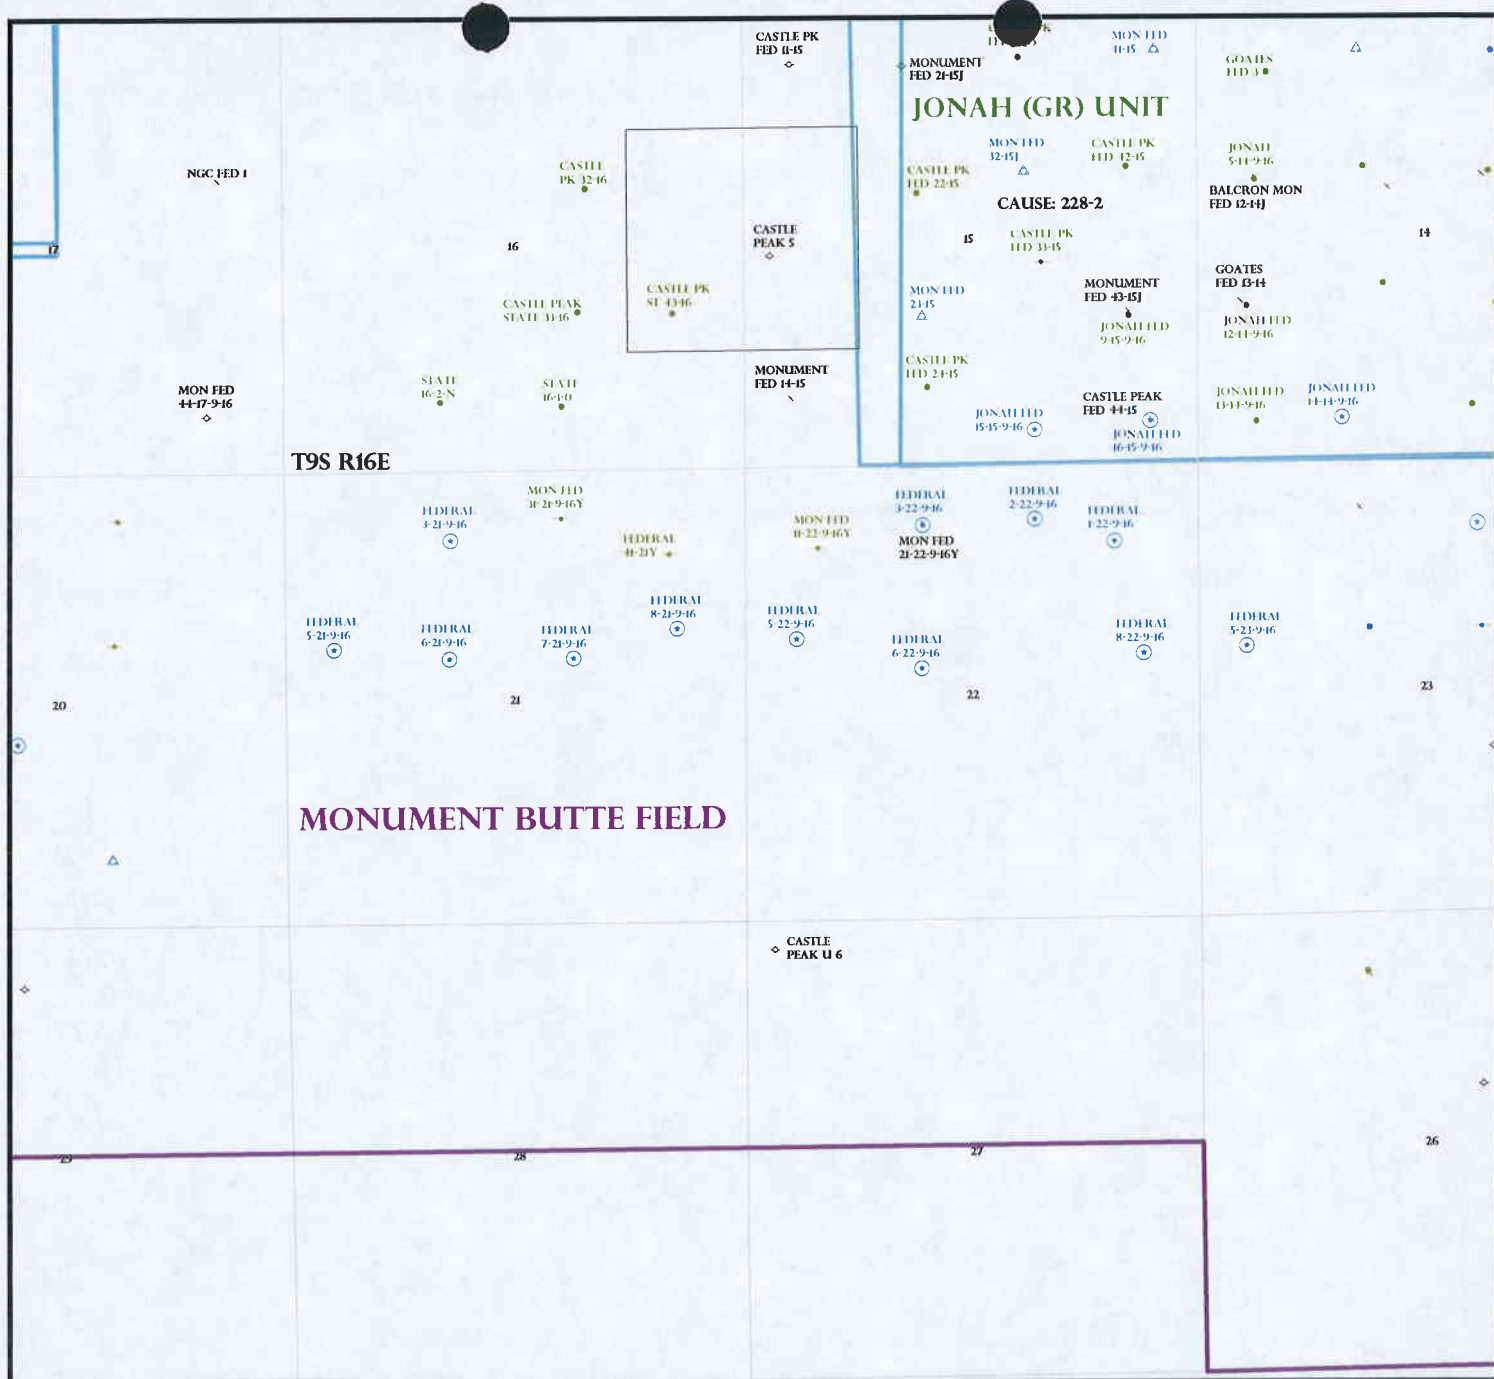 CASTLE PK
FED 11-15
MONUMENT
FED 21-15J
MON FED
11-15
GOATES
FED 3
JONAH (GR) UNIT
NGC FED 1
CASTLE
PK 32-16
CASTLE PK
FED 22-15
MON FED
32-15J
CASTLE PK
FED 42-15
JONAH
5-14-9-16
BALCRON MON
FED 12-14J
CAUSE: 228-2
17
16
CASTLE
PEAK 5
15
CASTLE PK
FED 33-15
14
CASTLE PEAK
STATE 33-16
CASTLE PK
ST 43-16
MON FED
23-15
MONUMENT
FED 43-15J
GOATES
FED 13-14
JONAH FED
9-15-9-16
JONAH FED
12-14-9-16
MON FED
44-17-9-16
STATE
16-2-N
STATE
16-1-O
MONUMENT
FED 14-15
CASTLE PK
FED 24-15
JONAH FED
15-15-9-16
CASTLE PEAK
FED 44-15
JONAH FED
16-15-9-16
JONAH FED
13-14-9-16
JONAH FED
14-14-9-16
T9S R16E
FEDERAL
3-21-9-16
MON FED
31-21-9-16Y
FEDERAL
41-21Y
MON FED
11-22-9-16Y
FEDERAL
3-22-9-16
MON FED
21-22-9-16Y
FEDERAL
2-22-9-16
FEDERAL
1-22-9-16
FEDERAL
5-21-9-16
FEDERAL
6-21-9-16
FEDERAL
7-21-9-16
FEDERAL
8-21-9-16
FEDERAL
5-22-9-16
FEDERAL
6-22-9-16
FEDERAL
8-22-9-16
FEDERAL
5-23-9-16
20
21
22
23
MONUMENT BUTTE FIELD
CASTLE
PEAK U 6
29
28
27
26